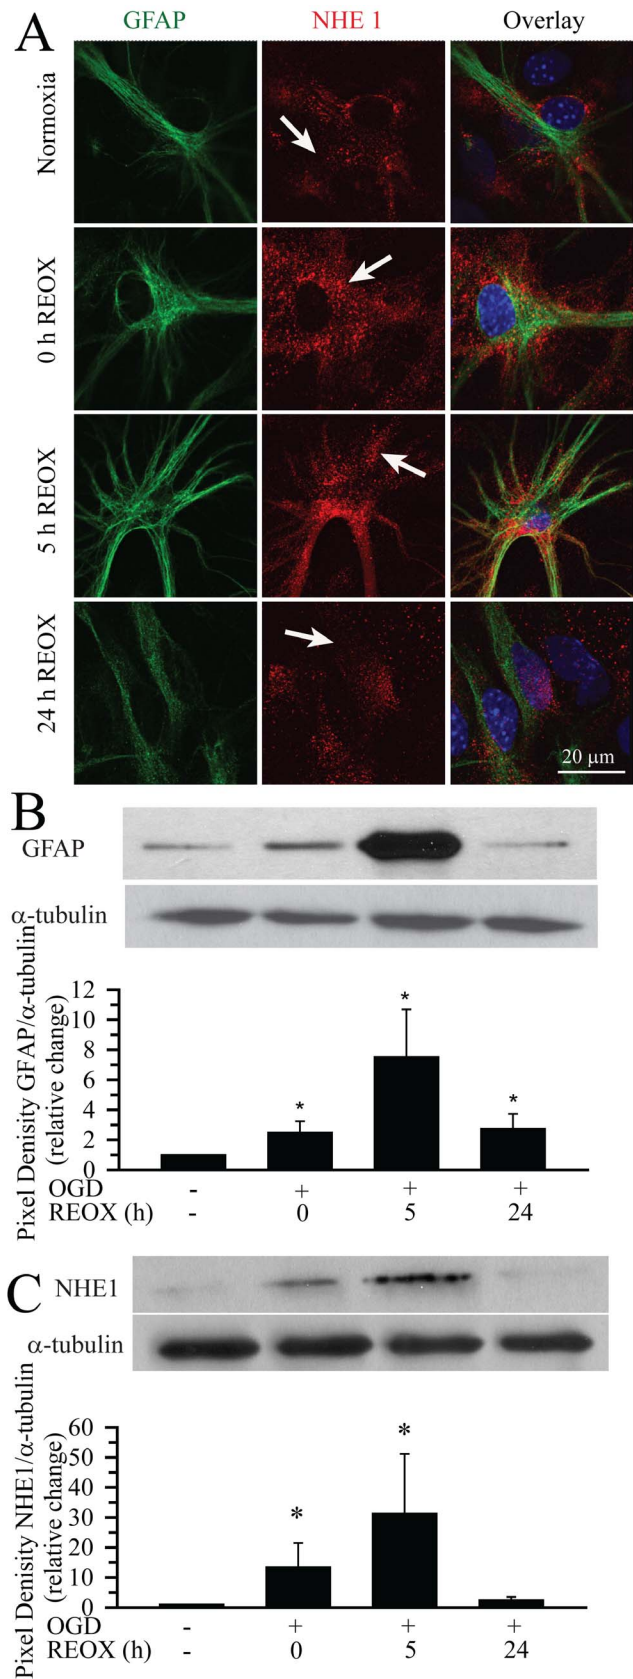 A
GFAP
NHE 1
Overlay
Normoxia
0 h REOX
5 h REOX
24 h REOX
20 µm
B
GFAP
α-tubulin
Pixel Denisity GFAP/α-tubulin
(relative change)
12
10
8
6
4
2
0
*
*
*
OGD - + + +
REOX (h) - 0 5 24
C
NHE1
α-tubulin
Pixel Denisity NHE1/α-tubulin
(relative change)
60
50
40
30
20
10
0
*
*
OGD - + + +
REOX (h) - 0 5 24